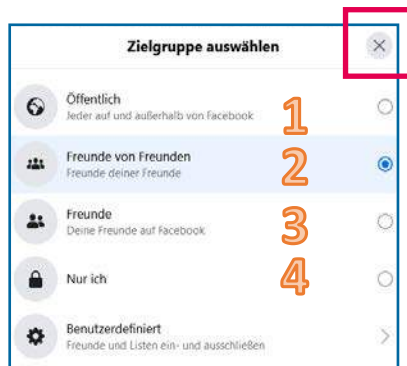 Zielgruppe auswählen
Öffentlich
Jeder auf und außerhalb von Facebook
1
Freunde von Freunden
Freunde deiner Freunde
2
Freunde
Deine Freunde auf Facebook
3
Nur ich
4
Benutzerdefiniert
Freunde und Listen ein- und ausschließen